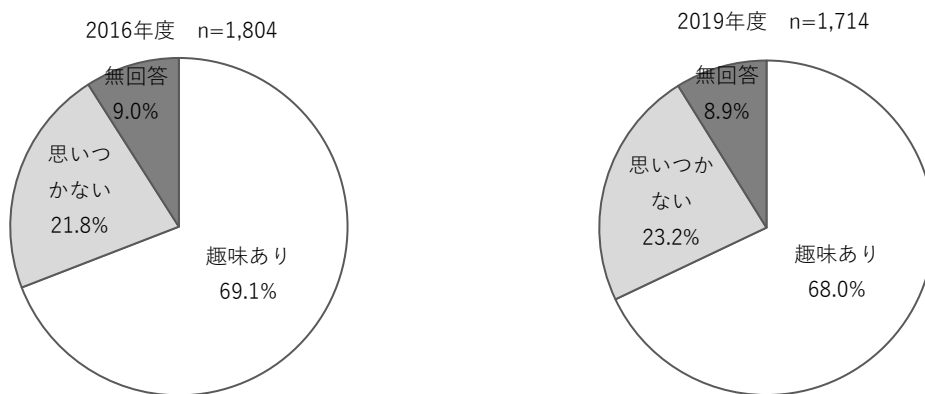 2016年度　n=1,804
無回答
9.0%
思いつ
かない
21.8%
趣味あり
69.1%
2019年度　n=1,714
無回答
8.9%
思いつか
ない
23.2%
趣味あり
68.0%